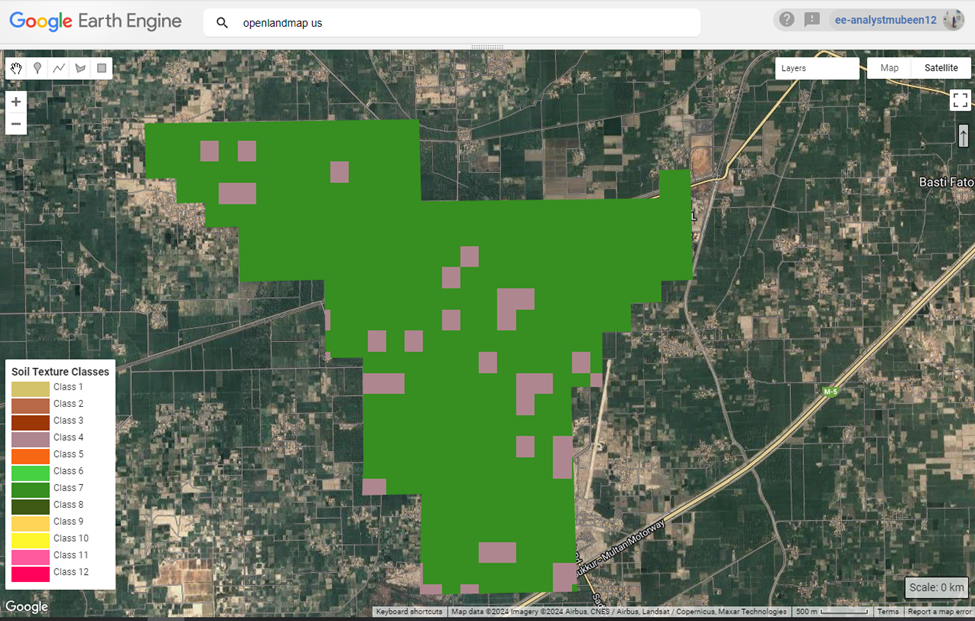 Google Earth Engine
openlandmap us
ee-analystmubeen12
Layers
Map
Satellite
+
−
Basti Fato
L
M-5
Soil Texture Classes
Class 1
Class 2
Class 3
Class 4
Class 5
Class 6
Class 7
Class 8
Class 9
Class 10
Class 11
Class 12
ukkur - Multan Motorway
Scale: 0 km
Google
Keyboard shortcuts
Map data ©2024 Imagery ©2024 Airbus, CNES / Airbus, Landsat / Copernicus, Maxar Technologies
500 m
Terms
Report a map error